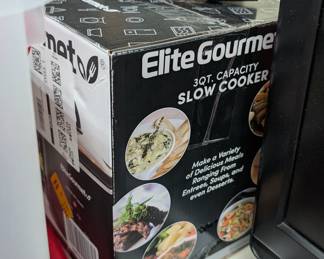 Elite Gourmet
3QT. CAPACITY
SLOW COOKER
Make a Variety
of Delicious Meals
Ranging From
Entrees, Soups, and
even Desserts.